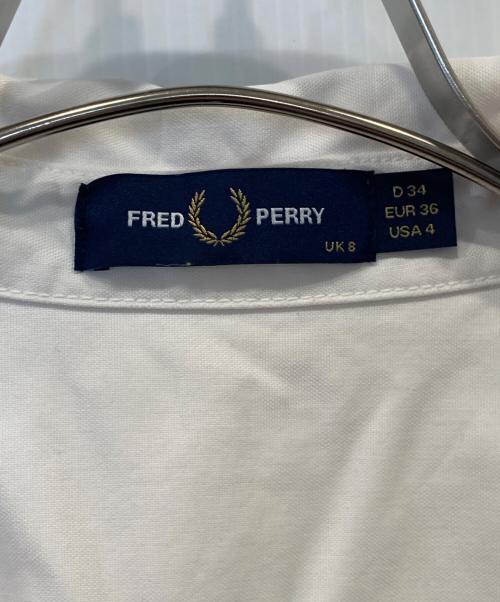 FRED PERRY
UK 8
D 34
EUR 36
USA 4